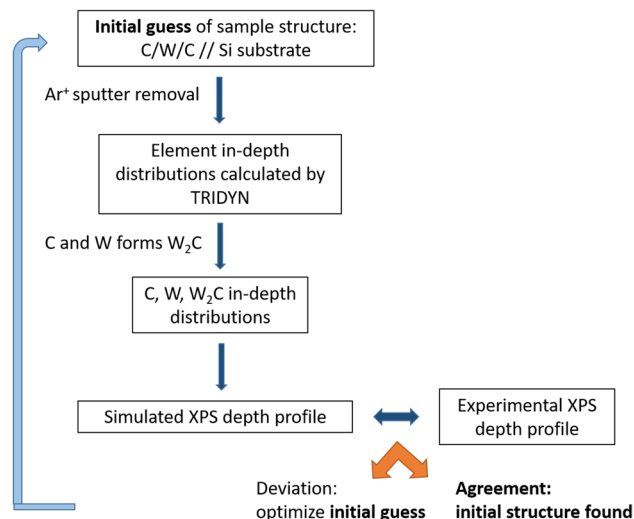 Initial guess of sample structure:
C/W/C // Si substrate
Ar⁺ sputter removal
Element in-depth
distributions calculated by
TRIDYN
C and W forms W₂C
C, W, W₂C in-depth
distributions
Simulated XPS depth profile
Experimental XPS
depth profile
Deviation:
optimize initial guess
Agreement:
initial structure found